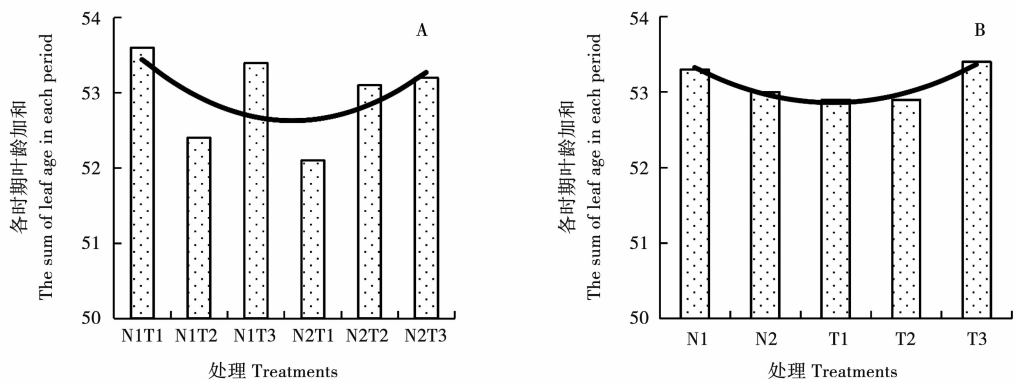 54
53
52
51
50
A
各时期叶龄加和
The sum of leaf age in each period
N1T1 N1T2 N1T3 N2T1 N2T2 N2T3
处理 Treatments
54
53
52
51
50
B
各时期叶龄加和
The sum of leaf age in each period
N1 N2 T1 T2 T3
处理 Treatments